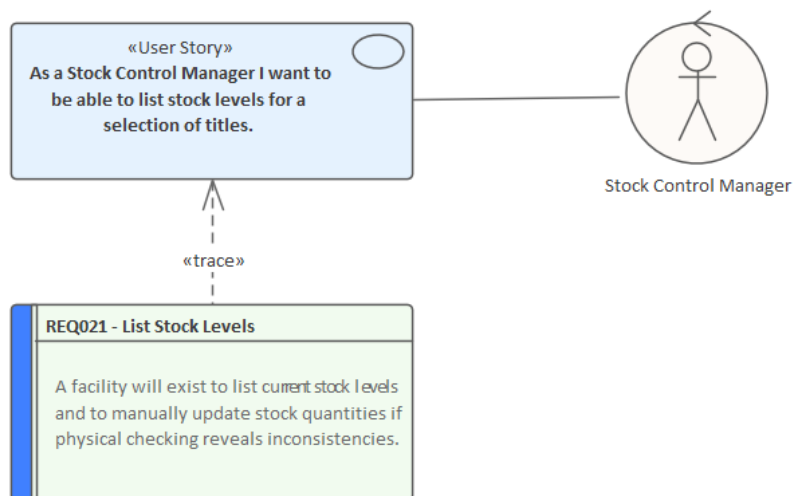 «User Story»
As a Stock Control Manager I want to
be able to list stock levels for a
selection of titles.
Stock Control Manager
«trace»
REQ021 - List Stock Levels
A facility will exist to list current stock levels
and to manually update stock quantities if
physical checking reveals inconsistencies.